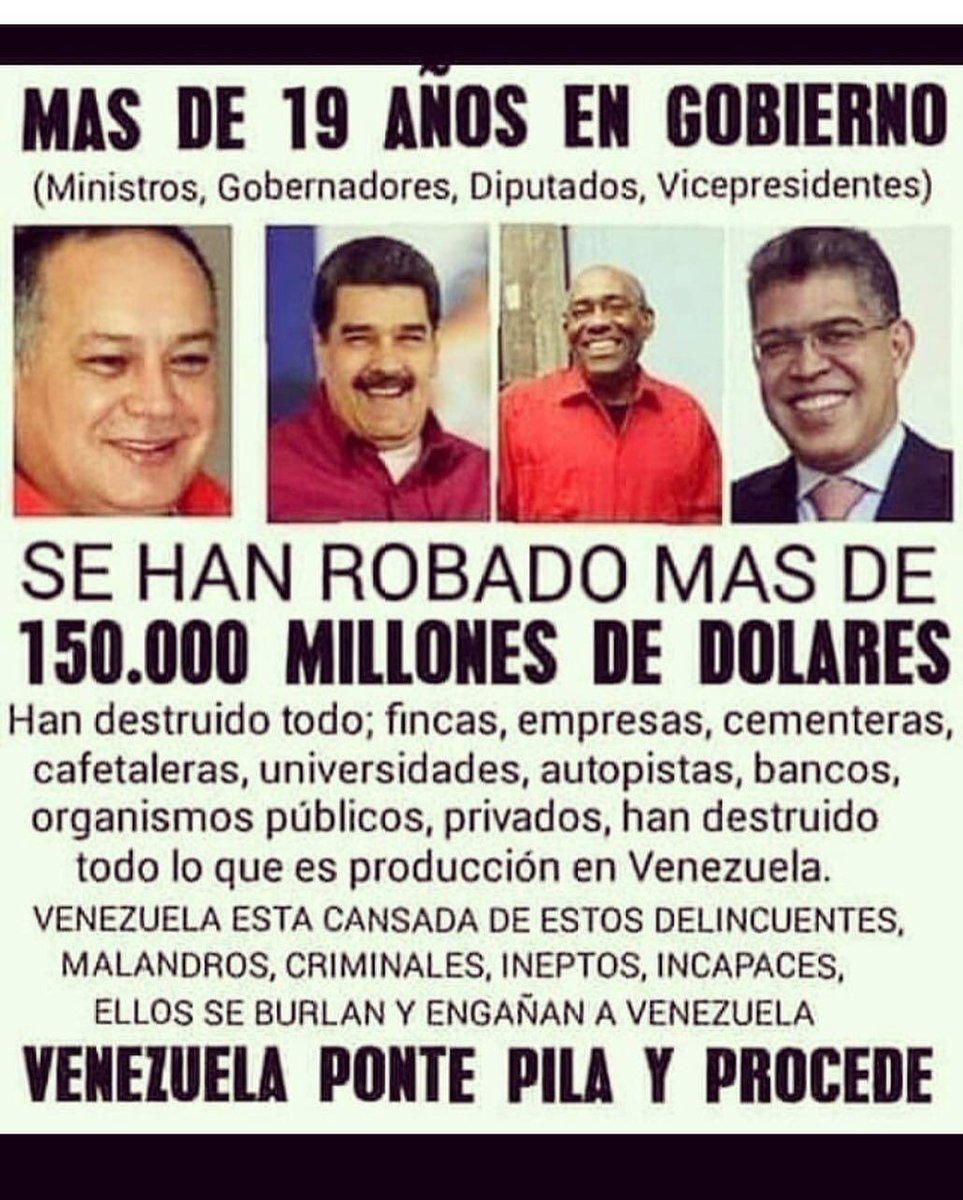 MAS DE 19 AÑOS EN GOBIERNO
(Ministros, Gobernadores, Diputados, Vicepresidentes)
SE HAN ROBADO MAS DE
150.000 MILLONES DE DOLARES
Han destruido todo; fincas, empresas, cementeras,
cafetaleras, universidades, autopistas, bancos,
organismos públicos, privados, han destruido
todo lo que es producción en Venezuela.
VENEZUELA ESTA CANSADA DE ESTOS DELINCUENTES,
MALANDROS, CRIMINALES, INEPTOS, INCAPACES,
ELLOS SE BURLAN Y ENGAÑAN A VENEZUELA
VENEZUELA PONTE PILA Y PROCEDE